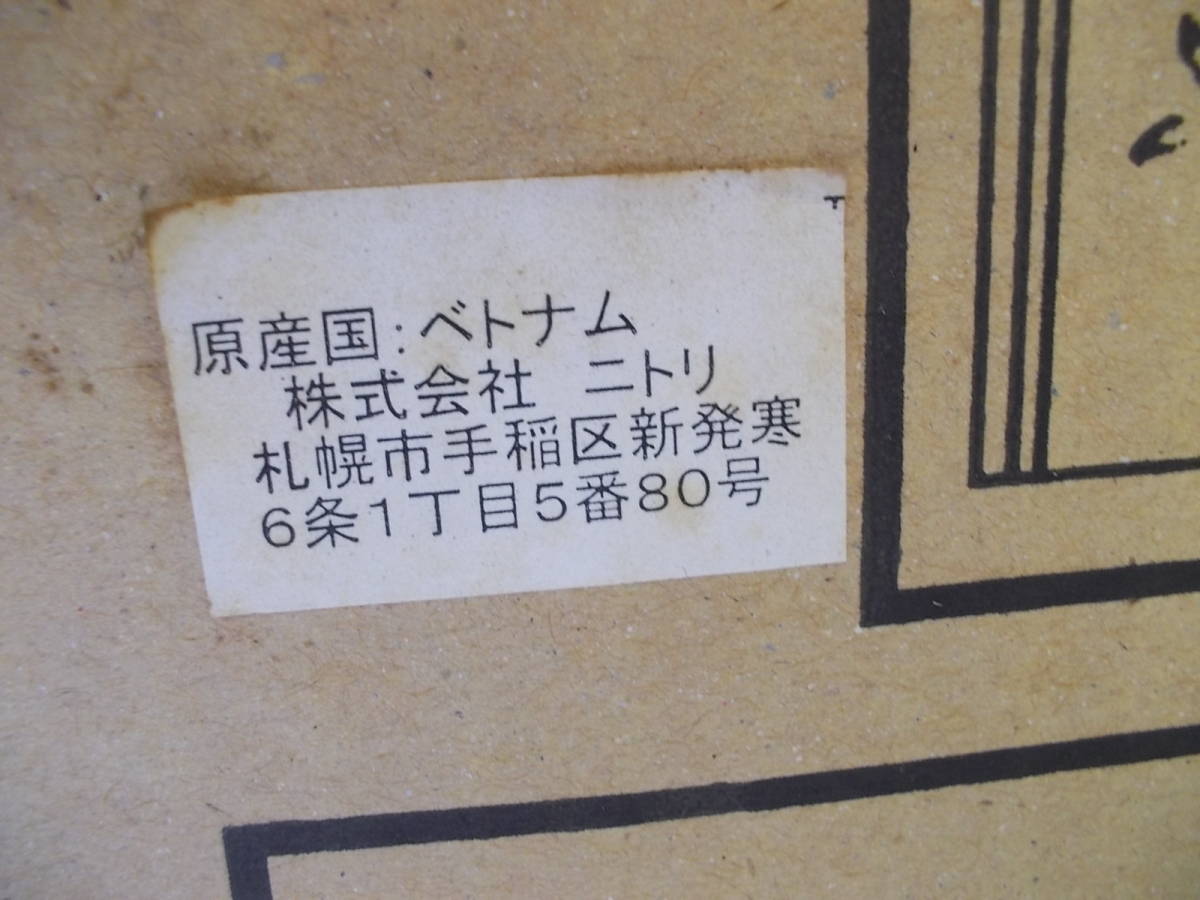 原産国:ベトナム
株式会社 ニトリ
札幌市手稲区新発寒
6条1丁目5番80号